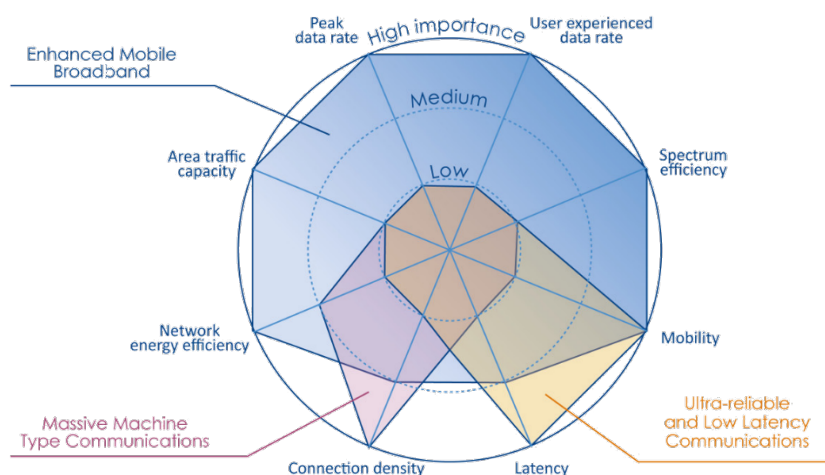 Peak
data rate
High importance
User experienced
data rate
Enhanced Mobile
Broadband
Medium
Area traffic
capacity
Low
Spectrum
efficiency
Network
energy efficiency
Mobility
Massive Machine
Type Communications
Ultra-reliable
and Low Latency
Communications
Connection density
Latency